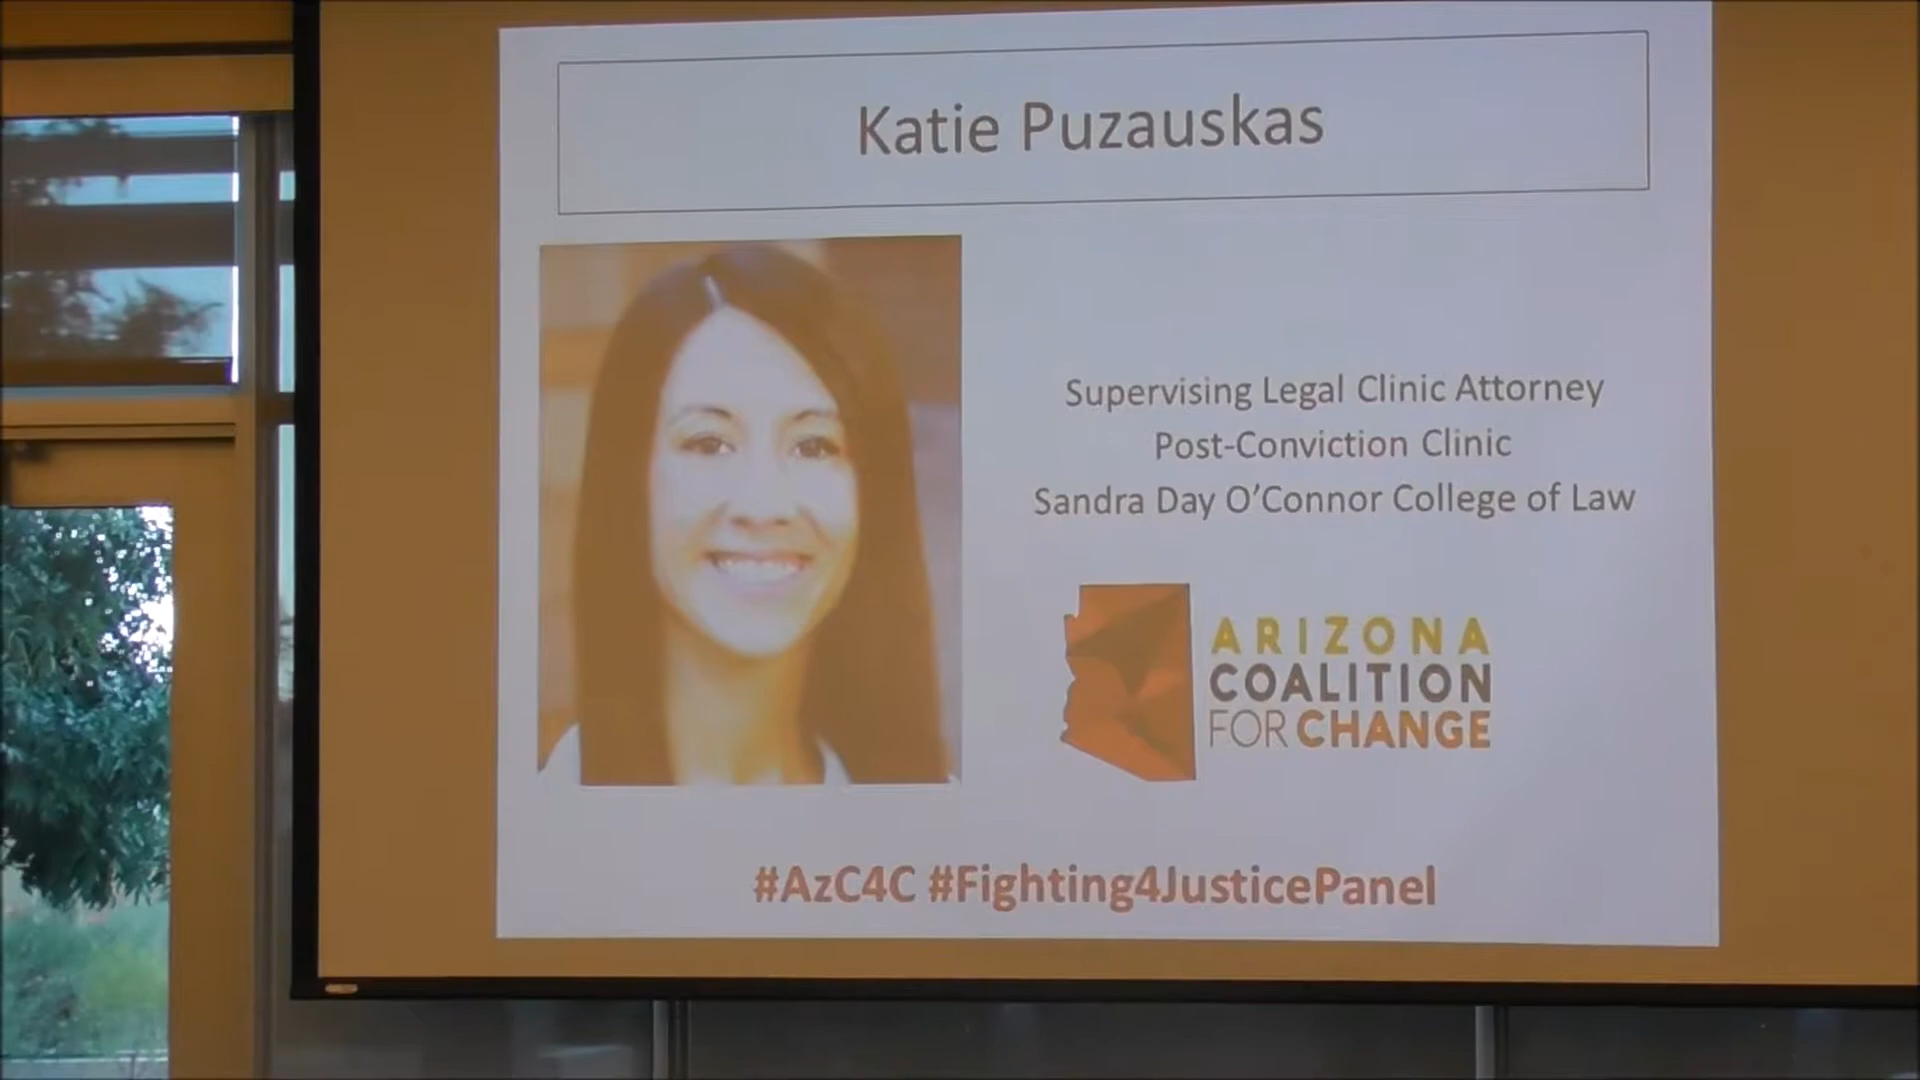 Katie Puzauskas
Supervising Legal Clinic Attorney
Post-Conviction Clinic
Sandra Day O'Connor College of Law
ARIZONA
COALITION
FOR CHANGE
#AzC4C #Fighting4JusticePanel